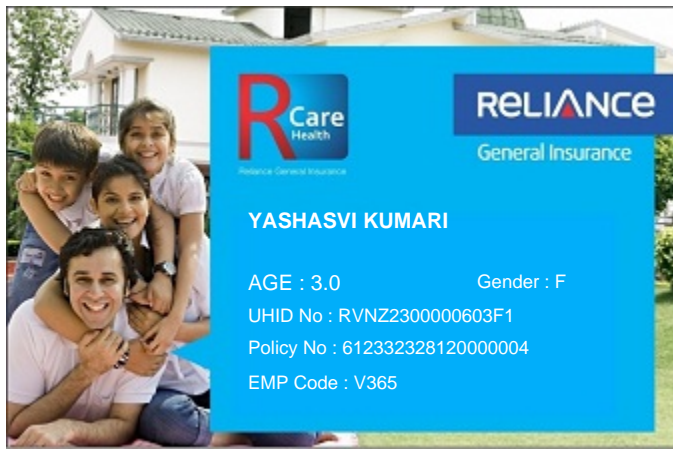 R Care
Health
Reliance General Insurance
RELIANCE
General Insurance
YASHASVI KUMARI
AGE : 3.0 Gender : F
UHID No : RVNZ2300000603F1
Policy No : 612332328120000004
EMP Code : V365